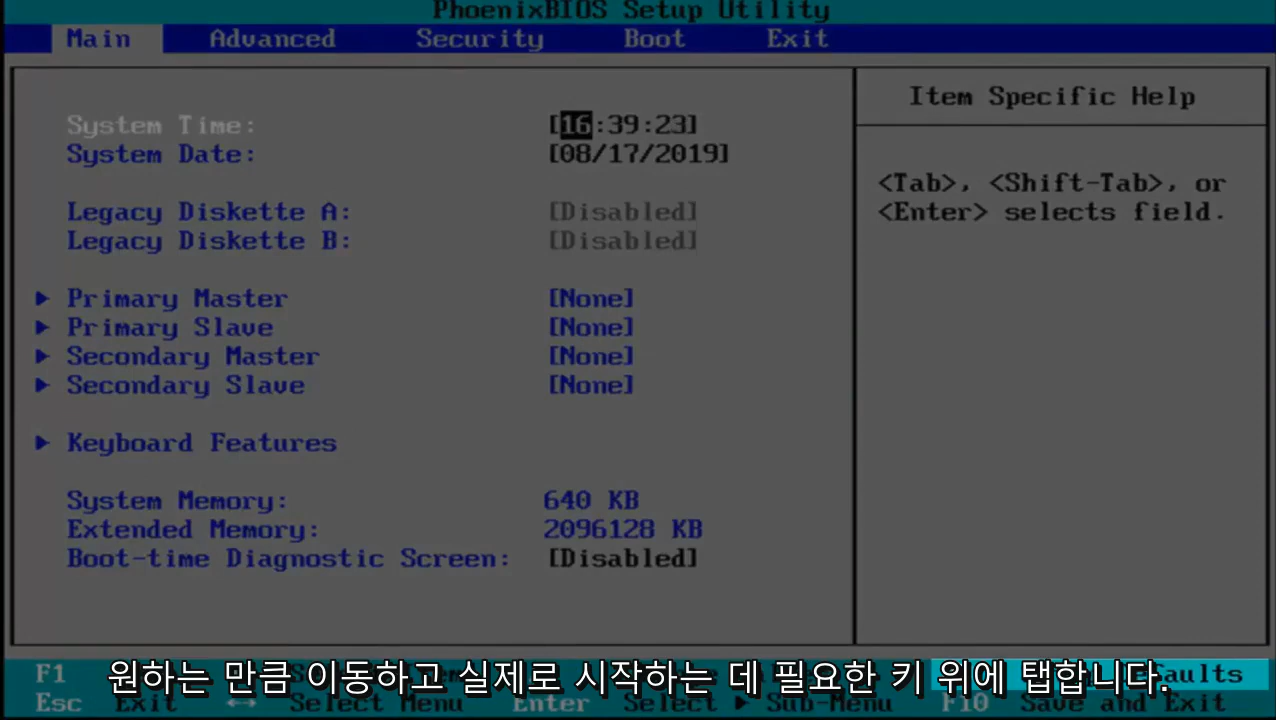 PhoenixBIOS Setup Utility
Main Advanced Security Boot Exit
Item Specific Help
System Time: [16:39:23]
System Date: [08/17/2019]
<Tab>, <Shift-Tab>, or
<Enter> selects field.
Legacy Diskette A: [Disabled]
Legacy Diskette B: [Disabled]
Primary Master [None]
Primary Slave [None]
Secondary Master [None]
Secondary Slave [None]
Keyboard Features
System Memory: 640 KB
Extended Memory: 2096128 KB
Boot-time Diagnostic Screen: [Disabled]
F1
원하는 만큼 이동하고 실제로 시작하는 데 필요한 키 위에 탭합니다.
Esc Exit ↔ Select Menu Enter Select ▶ Sub-Menu F10 Save and Exit